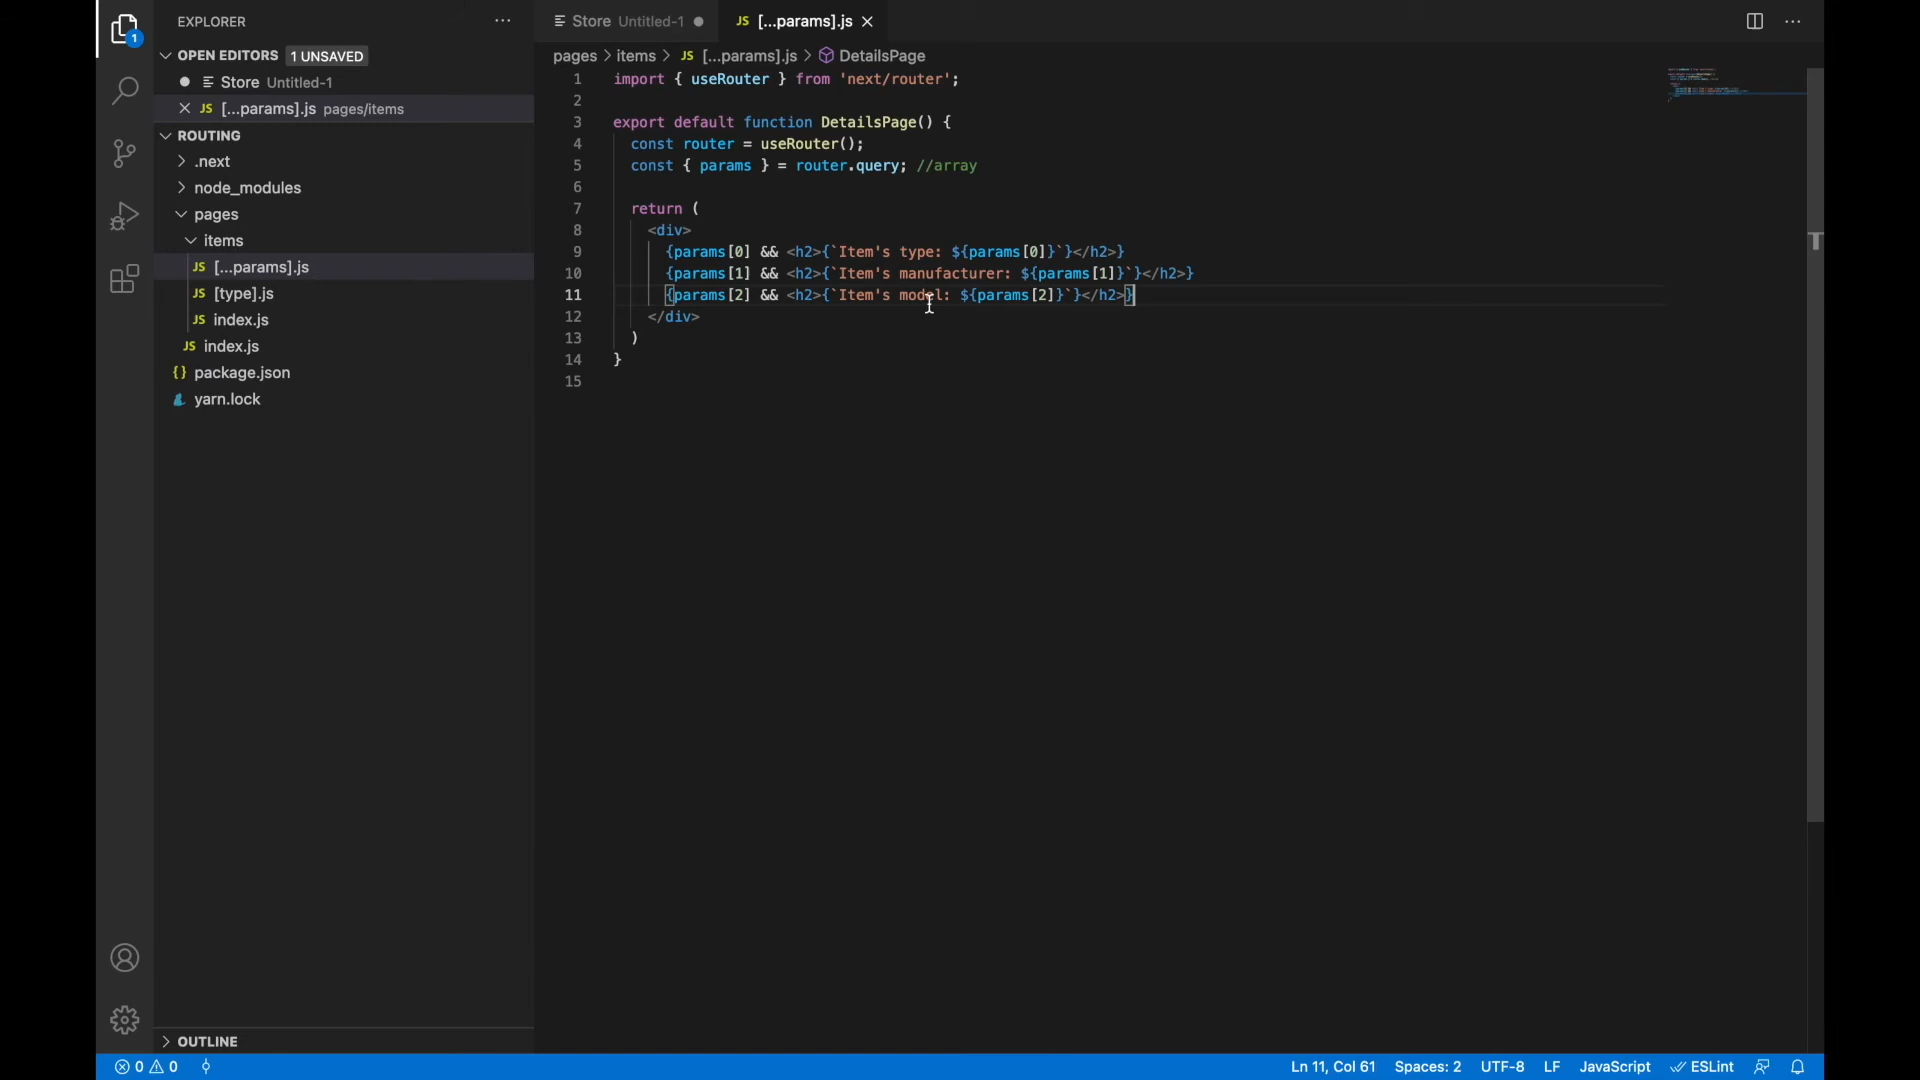 EXPLORER
OPEN EDITORS 1 UNSAVED
Store Untitled-1
JS [...params].js pages/items
ROUTING
.next
node_modules
pages
items
JS [...params].js
JS [type].js
JS index.js
JS index.js
{} package.json
yarn.lock
OUTLINE
1
Store Untitled-1
JS [...params].js
pages > items > JS [...params].js > DetailsPage
1 import { useRouter } from 'next/router';
2
3 export default function DetailsPage() {
4 const router = useRouter();
5 const { params } = router.query; //array
6
7 return (
8 <div>
9 {params[0] && <h2>{`Item's type: ${params[0]}`}</h2>}
10 {params[1] && <h2>{`Item's manufacturer: ${params[1]}`}</h2>}
11 {params[2] && <h2>{`Item's model: ${params[2]}`}</h2>}
12 </div>
13 )
14 }
15
0 0
Ln 11, Col 61 Spaces: 2 UTF-8 LF JavaScript ESLint